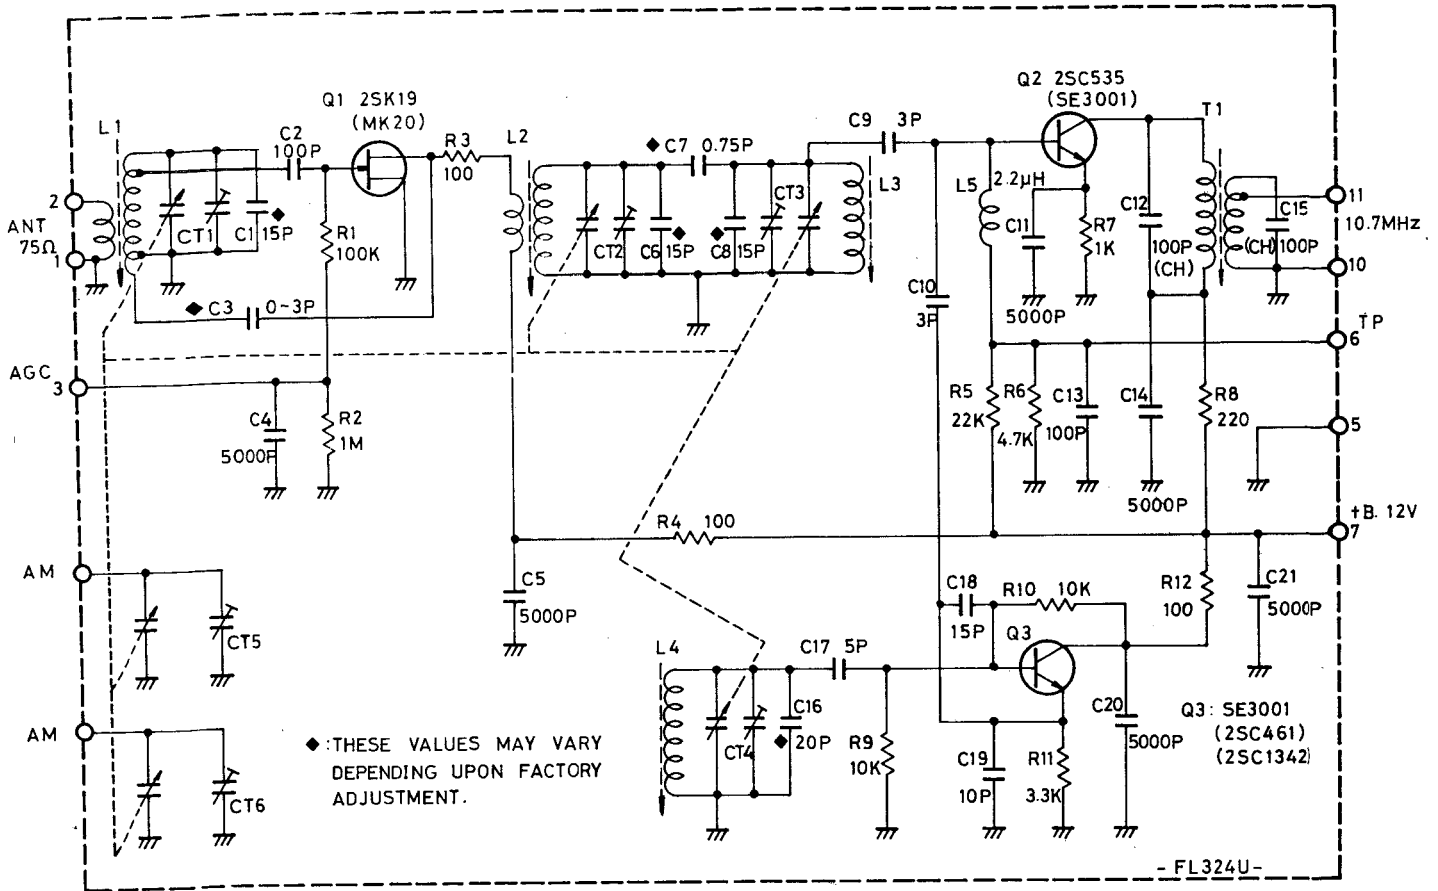 Q1 2SK19
(MK20)
Q2 2SC535
(SE3001)
T1
L1
C2
100P
R3
100
L2
◆ C7 0.75P
C9 3P
CT3
L3
L5 2.2μH
C11
5000P
R7
1K
C12
100P
(CH)
C15
(CH) 100P
11
10.7MHz
10
2
ANT
75Ω
1
CT1
C1
◆
15P
R1
100K
CT2
C6
◆
15P
C8
◆
15P
◆ C3 0~3P
C10
3P
TP
6
AGC
3
C4
5000P
R2
1M
R5
22K
R6
4.7K
C13
100P
C14
5000P
R8
220
5
R4 100
+B. 12V
7
AM
CT5
C5
5000P
C18
15P
R10 10K
R12
100
C21
5000P
Q3
L4
C17 5P
CT4
C16
◆
20P
R9
10K
C19
10P
R11
3.3K
C20
5000P
Q3: SE3001
(2SC461)
(2SC1342)
AM
CT6
◆:THESE VALUES MAY VARY
DEPENDING UPON FACTORY
ADJUSTMENT.
- FL324U-